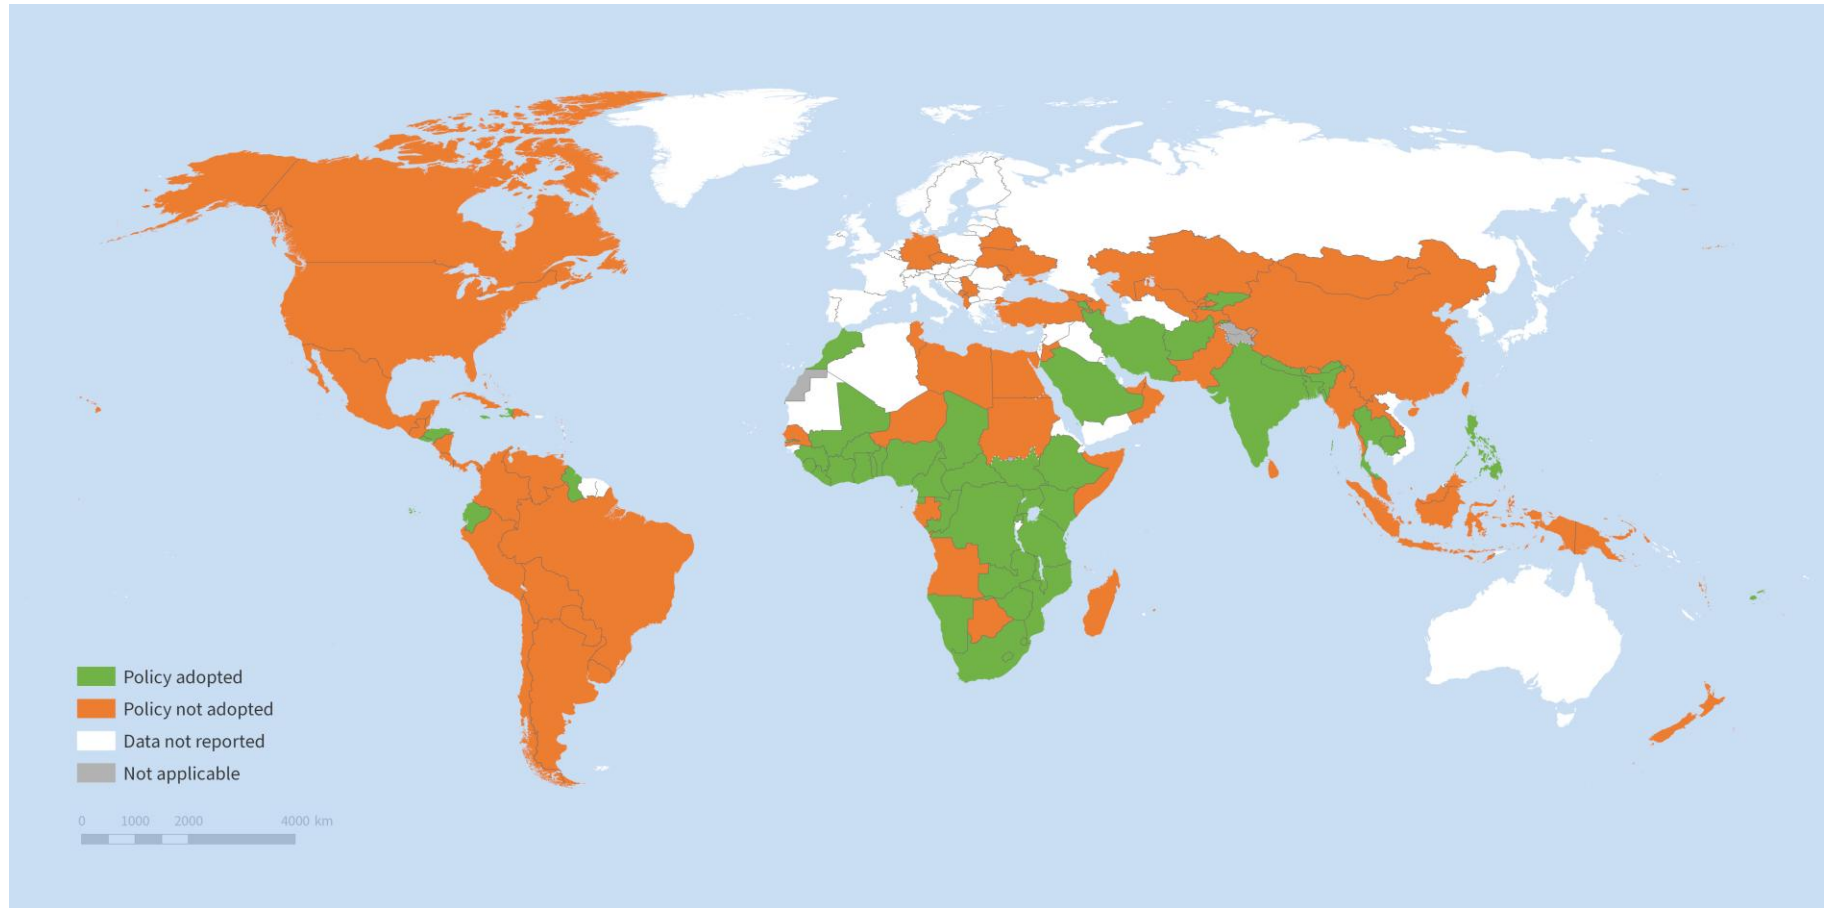 Policy adopted
Policy not adopted
Data not reported
Not applicable
0 1000 2000 4000 km